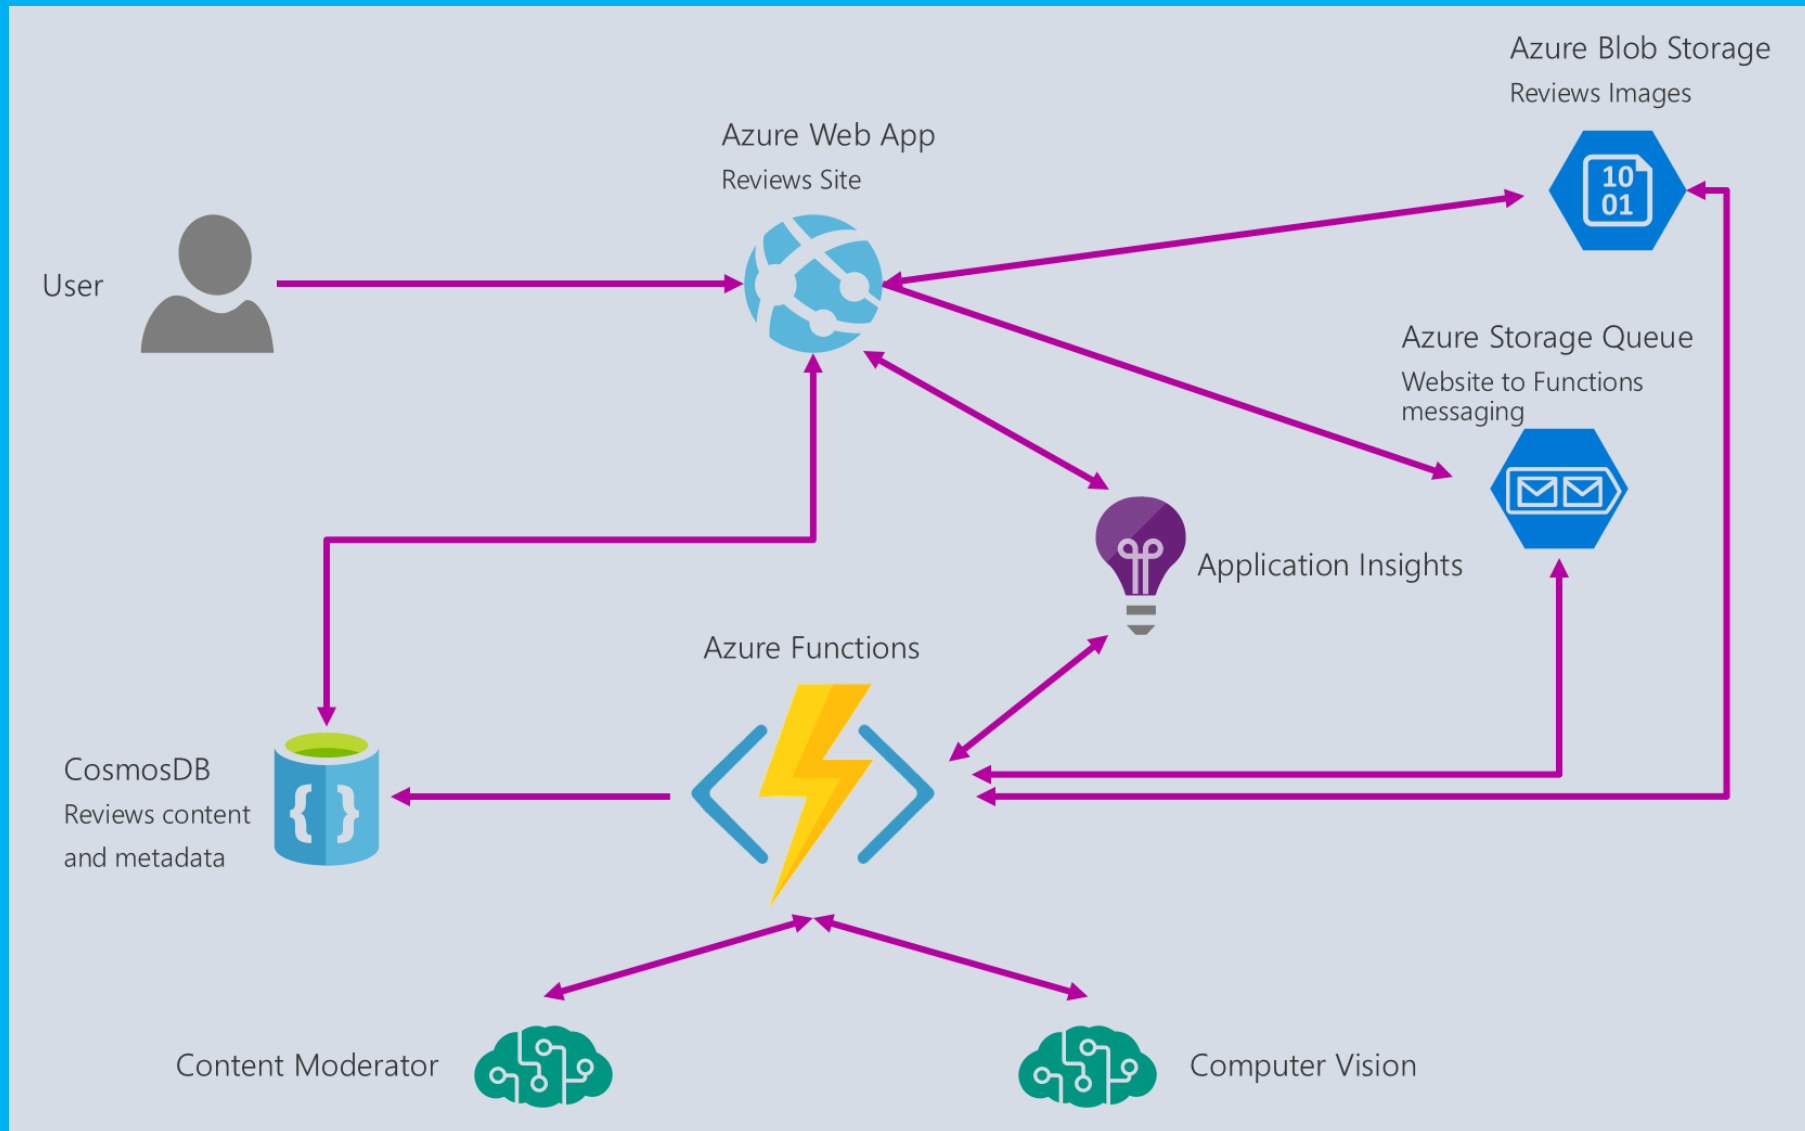 Azure Blob Storage
Reviews Images
10
01
Azure Web App
Reviews Site
User
Azure Storage Queue
Website to Functions
messaging
Application Insights
Azure Functions
CosmosDB
Reviews content
and metadata
{ }
Content Moderator
Computer Vision